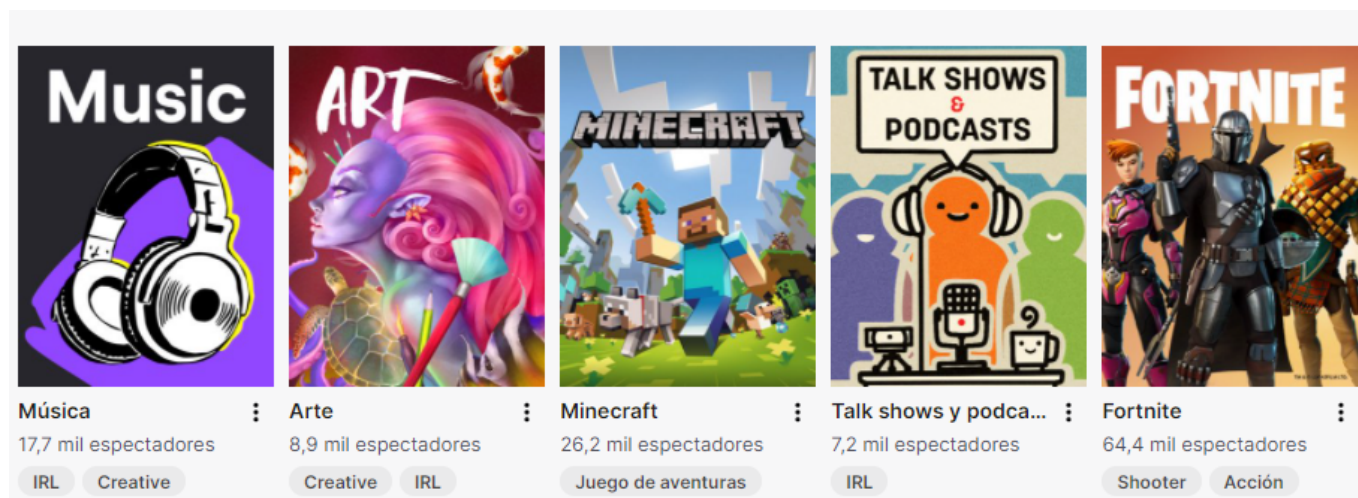 Music
ART
MINECRAFT
TALK SHOWS
&
PODCASTS
FORTNITE
Música
Arte
Minecraft
Talk shows y podca...
Fortnite
17,7 mil espectadores
8,9 mil espectadores
26,2 mil espectadores
7,2 mil espectadores
64,4 mil espectadores
IRL
Creative
Creative
IRL
Juego de aventuras
IRL
Shooter
Acción